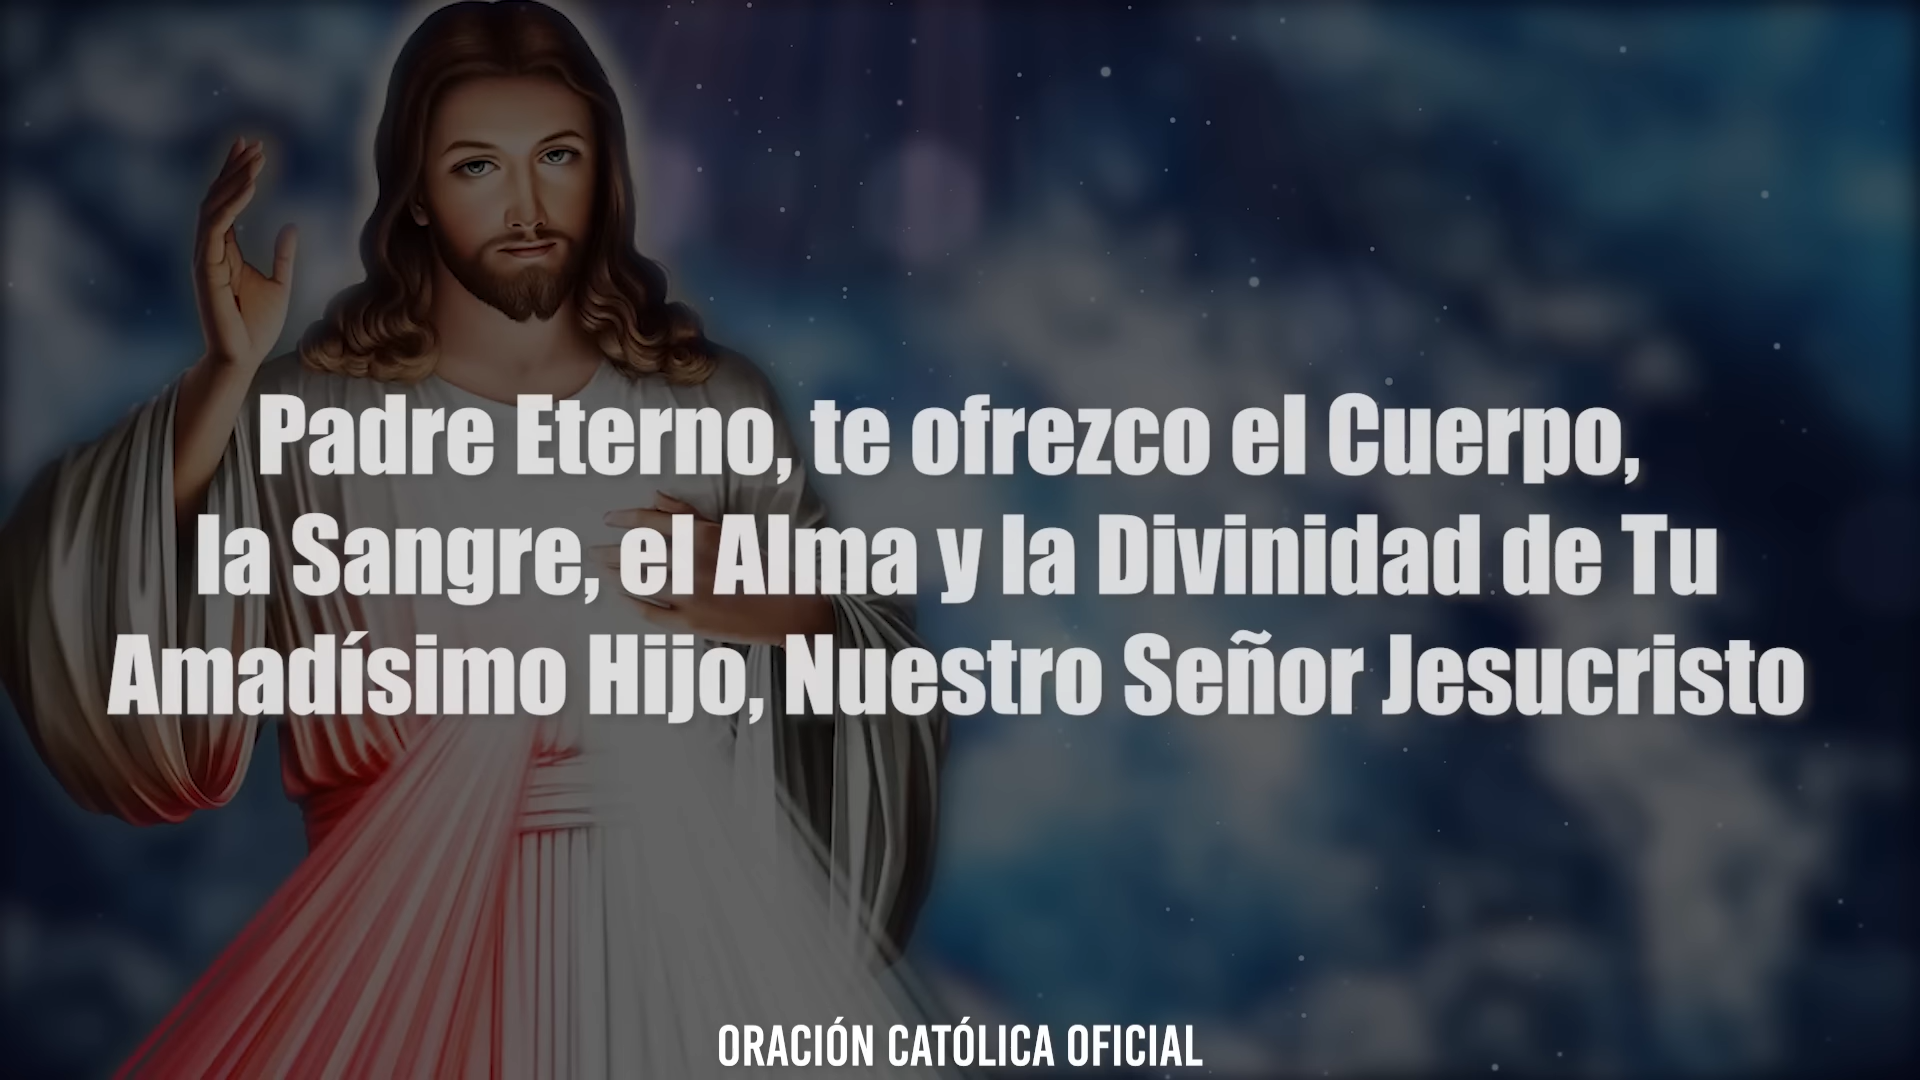 Padre Eterno, te ofrezco el Cuerpo,
la Sangre, el Alma y la Divinidad de Tu
Amadísimo Hijo, Nuestro Señor Jesucristo
ORACIÓN CATÓLICA OFICIAL